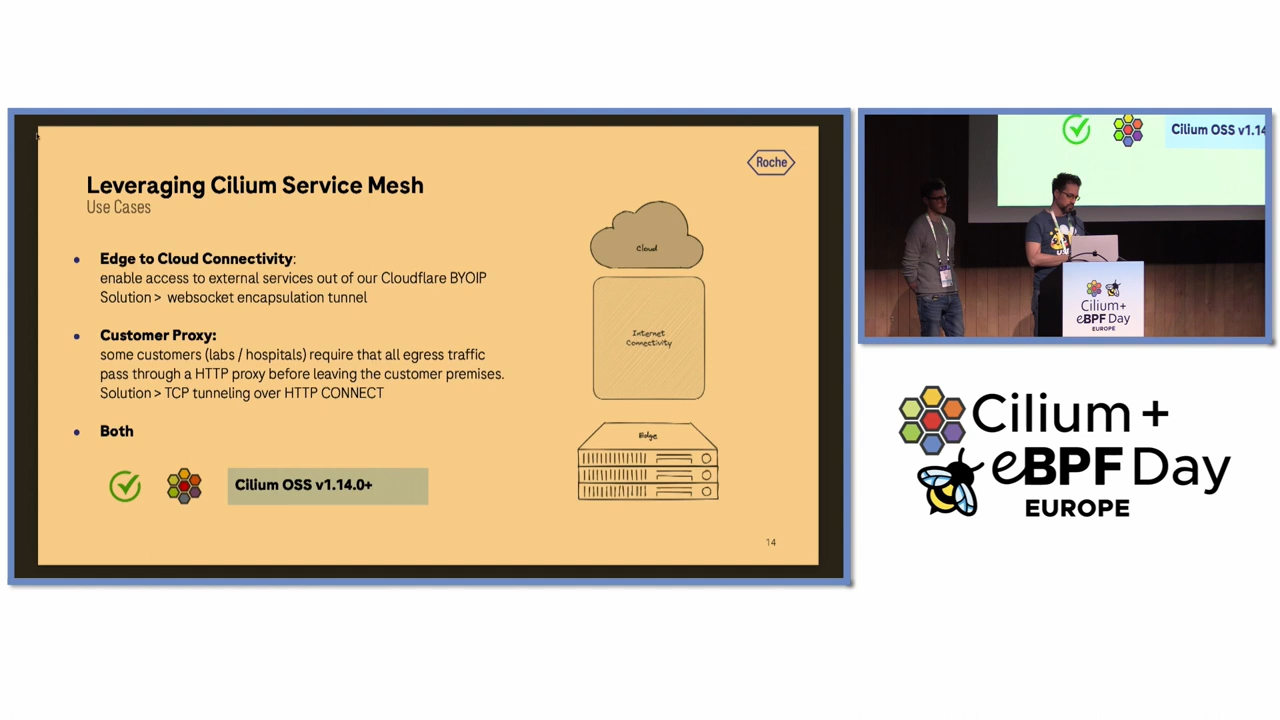 Roche
Leveraging Cilium Service Mesh
Use Cases
Edge to Cloud Connectivity:
enable access to external services out of our Cloudflare BYOIP
Solution > websocket encapsulation tunnel
Customer Proxy:
some customers (labs / hospitals) require that all egress traffic
pass through a HTTP proxy before leaving the customer premises.
Solution > TCP tunneling over HTTP CONNECT
Both
Cilium OSS v1.14.0+
Cloud
Internet
Connectivity
Edge
14
Cilium OSS v1.14
Cilium+
eBPF Day
EUROPE
Cilium +
eBPF Day
EUROPE